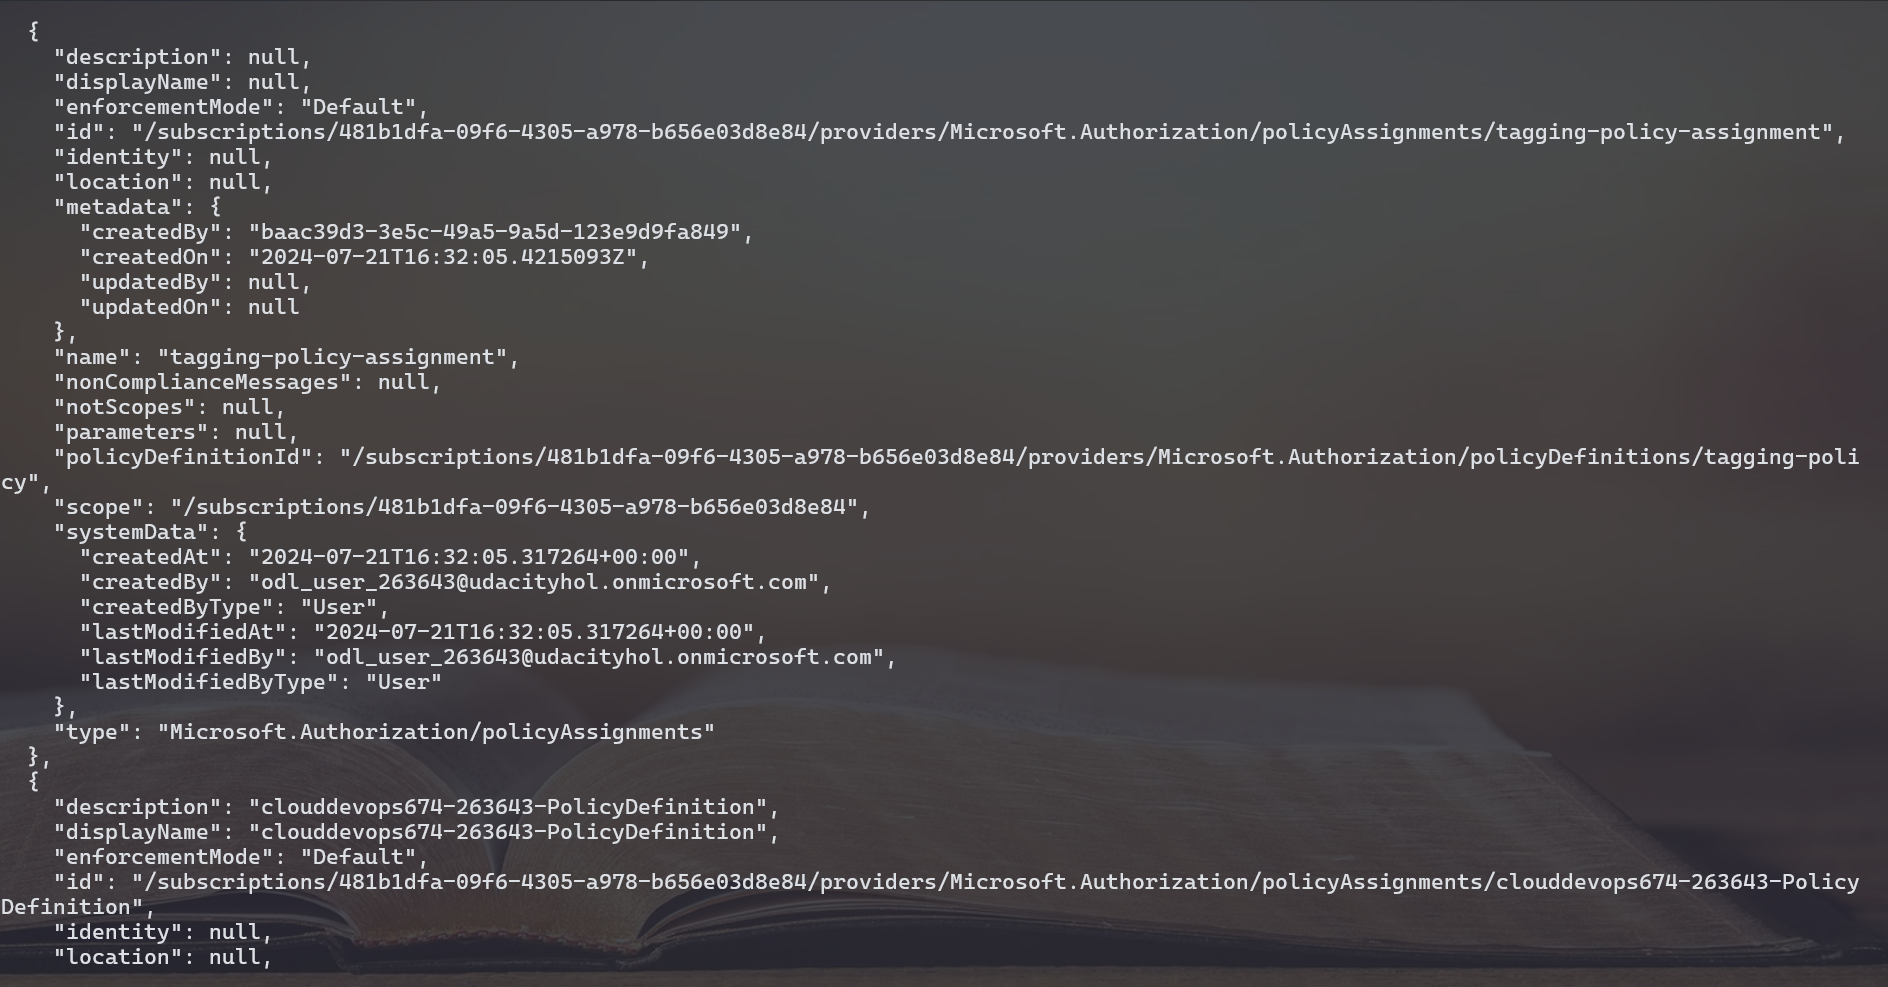 {
"description": null,
"displayName": null,
"enforcementMode": "Default",
"id": "/subscriptions/481b1dfa-09f6-4305-a978-b656e03d8e84/providers/Microsoft.Authorization/policyAssignments/tagging-policy-assignment",
"identity": null,
"location": null,
"metadata": {
"createdBy": "baac39d3-3e5c-49a5-9a5d-123e9d9fa849",
"createdOn": "2024-07-21T16:32:05.4215093Z",
"updatedBy": null,
"updatedOn": null
},
"name": "tagging-policy-assignment",
"nonComplianceMessages": null,
"notScopes": null,
"parameters": null,
"policyDefinitionId": "/subscriptions/481b1dfa-09f6-4305-a978-b656e03d8e84/providers/Microsoft.Authorization/policyDefinitions/tagging-poli
cy",
"scope": "/subscriptions/481b1dfa-09f6-4305-a978-b656e03d8e84",
"systemData": {
"createdAt": "2024-07-21T16:32:05.317264+00:00",
"createdBy": "odl_user_263643@udacityhol.onmicrosoft.com",
"createdByType": "User",
"lastModifiedAt": "2024-07-21T16:32:05.317264+00:00",
"lastModifiedBy": "odl_user_263643@udacityhol.onmicrosoft.com",
"lastModifiedByType": "User"
},
"type": "Microsoft.Authorization/policyAssignments"
},
{
"description": "clouddevops674-263643-PolicyDefinition",
"displayName": "clouddevops674-263643-PolicyDefinition",
"enforcementMode": "Default",
"id": "/subscriptions/481b1dfa-09f6-4305-a978-b656e03d8e84/providers/Microsoft.Authorization/policyAssignments/clouddevops674-263643-Policy
Definition",
"identity": null,
"location": null,